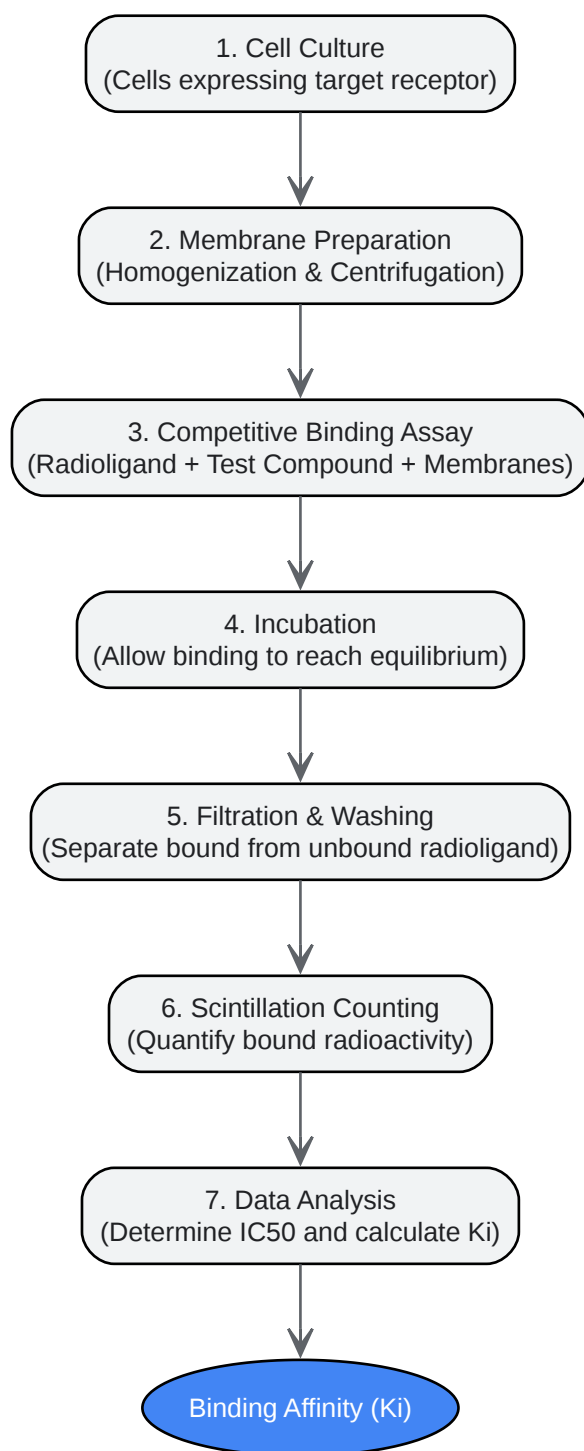 1. Cell Culture
(Cells expressing target receptor)
2. Membrane Preparation
(Homogenization & Centrifugation)
3. Competitive Binding Assay
(Radioligand + Test Compound + Membranes)
4. Incubation
(Allow binding to reach equilibrium)
5. Filtration & Washing
(Separate bound from unbound radioligand)
6. Scintillation Counting
(Quantify bound radioactivity)
7. Data Analysis
(Determine IC50 and calculate Ki)
Binding Affinity (Ki)